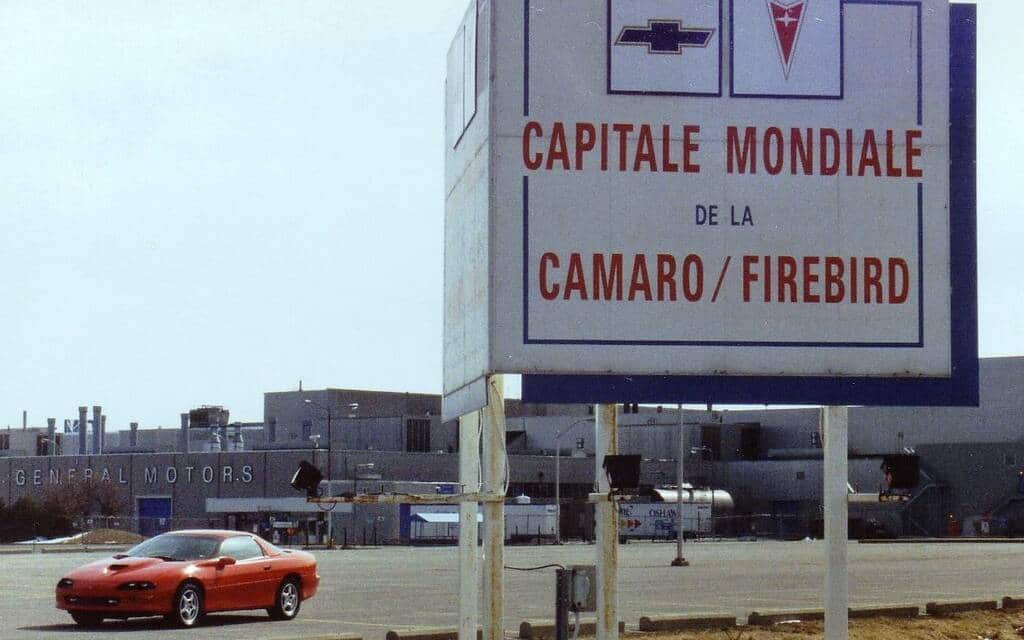 CAPITALE MONDIALE
DE LA
CAMARO / FIREBIRD
GENERAL MOTORS